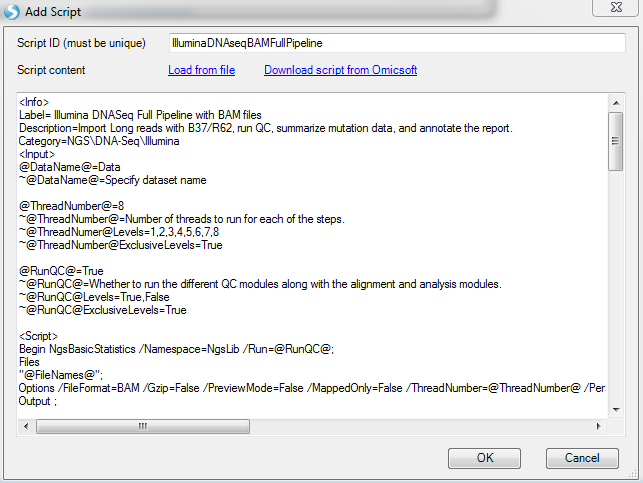 Add Script
Script ID (must be unique) IlluminaDNAseqBAMFullPipeline
Script content Load from file Download script from Omicsoft
<Info>
Label= Illumina DNASeq Full Pipeline with BAM files
Description=Import Long reads with B37/R62, run QC, summarize mutation data, and annotate the report.
Category=NGS\DNA-Seq\Illumina
<Input>
@DataName@=Data
~@DataName@=Specify dataset name
@ThreadNumber@=8
~@ThreadNumber@=Number of threads to run for each of the steps.
~@ThreadNumer@Levels=1,2,3,4,5,6,7,8
~@ThreadNumber@ExclusiveLevels=True
@RunQC@=True
~@RunQC@=Whether to run the different QC modules along with the alignment and analysis modules.
~@RunQC@Levels=True,False
~@RunQC@ExclusiveLevels=True
<Script>
Begin NgsBasicStatistics /Namespace=NgsLib /Run=@RunQC@;
Files
"@FileNames@";
Options /FileFormat=BAM /Gzip=False /PreviewMode=False /MappedOnly=False /ThreadNumber=@ThreadNumber@ /Per
Output ;
OK Cancel